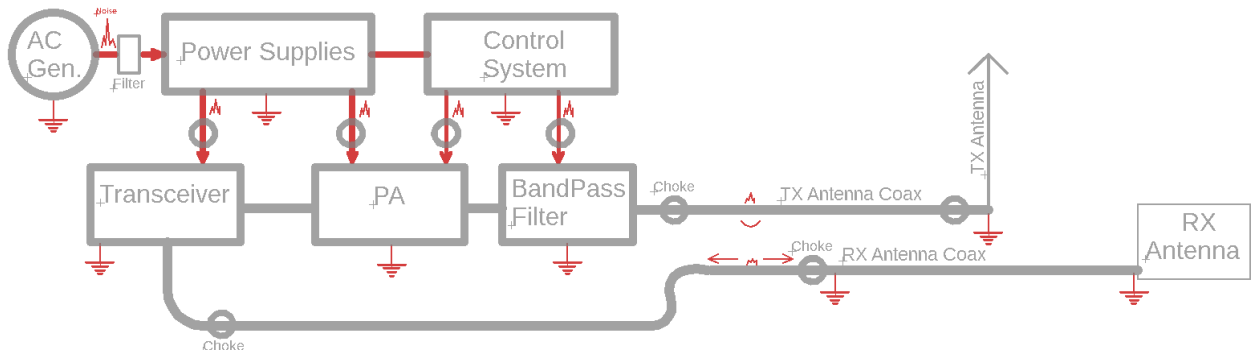 Noise
AC
Gen.
Filter
Power Supplies
Control
System
Transceiver
PA
BandPass
Filter
Choke
TX Antenna Coax
TX Antenna
Choke
RX Antenna Coax
RX
Antenna
Choke